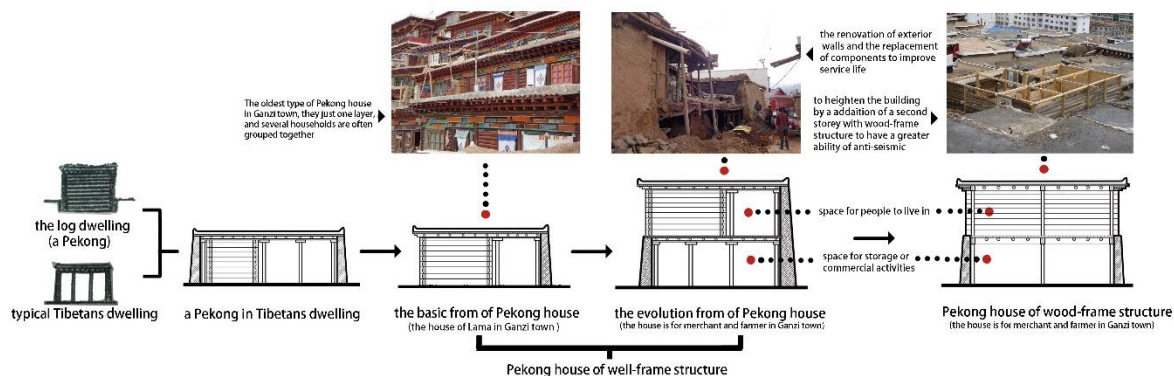 The oldest type of Pekong house
in Ganzi town, they just one layer,
and several households are often
grouped together
the renovation of exterior
walls and the replacement
of components to improve
service life
to heighten the building
by a addaition of a second
storey with wood-frame
structure to have a greater
ability of anti-seismic
the log dwelling
(a Pekong)
typical Tibetans dwelling
a Pekong in Tibetans dwelling
the basic from of Pekong house
(the house of Lama in Ganzi town )
the evolution from of Pekong house
(the house is for merchant and farmer in Ganzi town)
space for people to live in
space for storage or
commercial activities
Pekong house of wood-frame structure
(the house is for merchant and farmer in Ganzi town)
Pekong house of well-frame structure